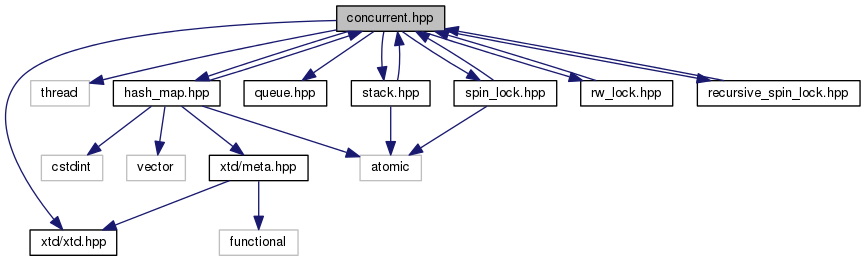 concurrent.hpp
thread
hash_map.hpp
queue.hpp
stack.hpp
spin_lock.hpp
rw_lock.hpp
recursive_spin_lock.hpp
cstdint
vector
xtd/meta.hpp
atomic
xtd/xtd.hpp
functional